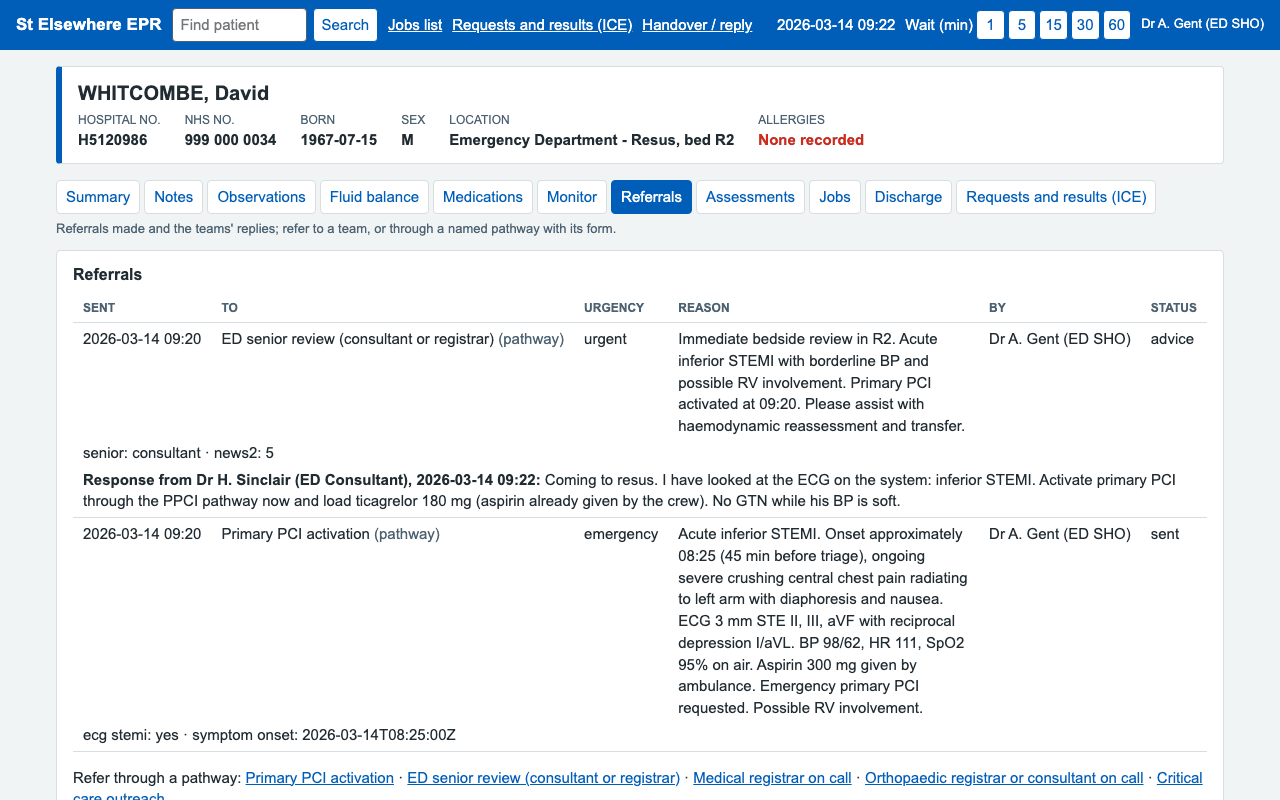 St Elsewhere EPR Find patient Search Jobs list Requests and results (ICE) Handover / reply 2026-03-14 09:22 Wait (min) 1 5 15 30 60 Dr A. Gent (ED SHO)
WHITCOMBE, David
HOSPITAL NO. NHS NO. BORN SEX LOCATION ALLERGIES
H5120986 999 000 0034 1967-07-15 M Emergency Department - Resus, bed R2 None recorded
Summary Notes Observations Fluid balance Medications Monitor Referrals Assessments Jobs Discharge Requests and results (ICE)
Referrals made and the teams' replies; refer to a team, or through a named pathway with its form.
Referrals
SENT TO URGENCY REASON BY STATUS
2026-03-14 09:20 ED senior review (consultant or registrar) (pathway) urgent Immediate bedside review in R2. Acute Dr A. Gent (ED SHO) advice
inferior STEMI with borderline BP and
possible RV involvement. Primary PCI
activated at 09:20. Please assist with
haemodynamic reassessment and transfer.
senior: consultant · news2: 5
Response from Dr H. Sinclair (ED Consultant), 2026-03-14 09:22: Coming to resus. I have looked at the ECG on the system: inferior STEMI. Activate primary PCI
through the PPCI pathway now and load ticagrelor 180 mg (aspirin already given by the crew). No GTN while his BP is soft.
2026-03-14 09:20 Primary PCI activation (pathway) emergency Acute inferior STEMI. Onset approximately Dr A. Gent (ED SHO) sent
08:25 (45 min before triage), ongoing
severe crushing central chest pain radiating
to left arm with diaphoresis and nausea.
ECG 3 mm STE II, III, aVF with reciprocal
depression I/aVL. BP 98/62, HR 111, SpO2
95% on air. Aspirin 300 mg given by
ambulance. Emergency primary PCI
requested. Possible RV involvement.
ecg stemi: yes · symptom onset: 2026-03-14T08:25:00Z
Refer through a pathway: Primary PCI activation · ED senior review (consultant or registrar) · Medical registrar on call · Orthopaedic registrar or consultant on call · Critical
care outreach